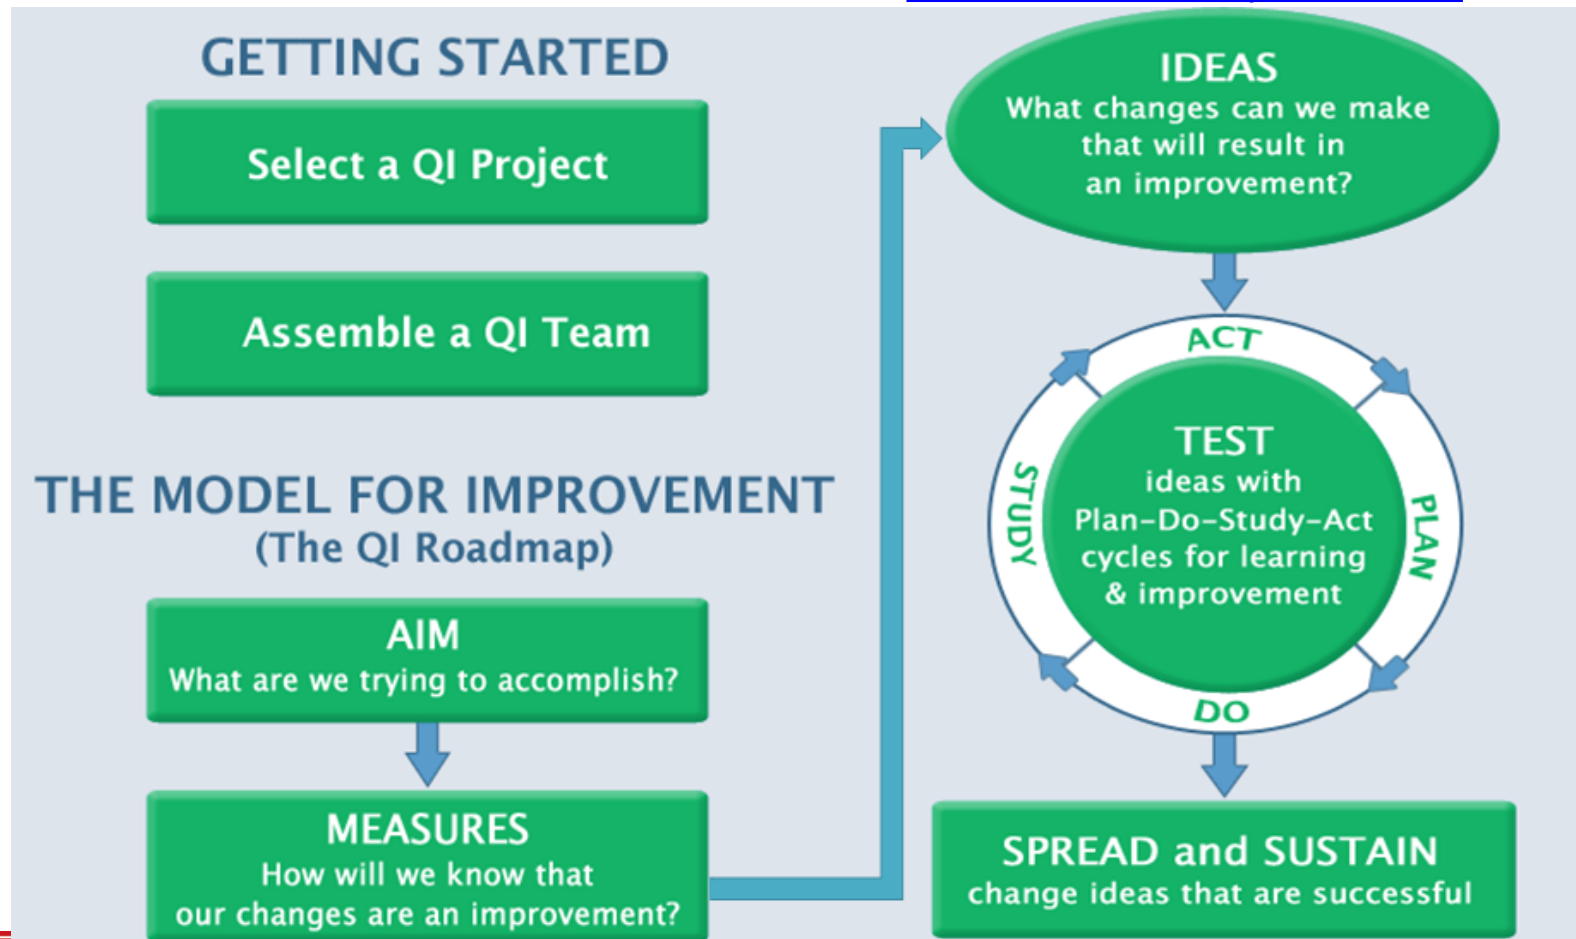 GETTING STARTED
Select a QI Project
Assemble a QI Team
THE MODEL FOR IMPROVEMENT
(The QI Roadmap)
AIM
What are we trying to accomplish?
MEASURES
How will we know that
our changes are an improvement?
IDEAS
What changes can we make
that will result in
an improvement?
ACT
PLAN
DO
STUDY
TEST
ideas with
Plan-Do-Study-Act
cycles for learning
& improvement
SPREAD and SUSTAIN
change ideas that are successful